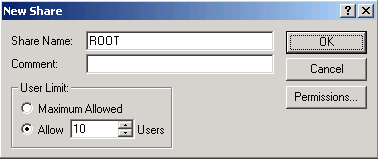 New Share
Share Name: ROOT
OK
Comment:
Cancel
User Limit:
Permissions...
Maximum Allowed
Allow 10 Users